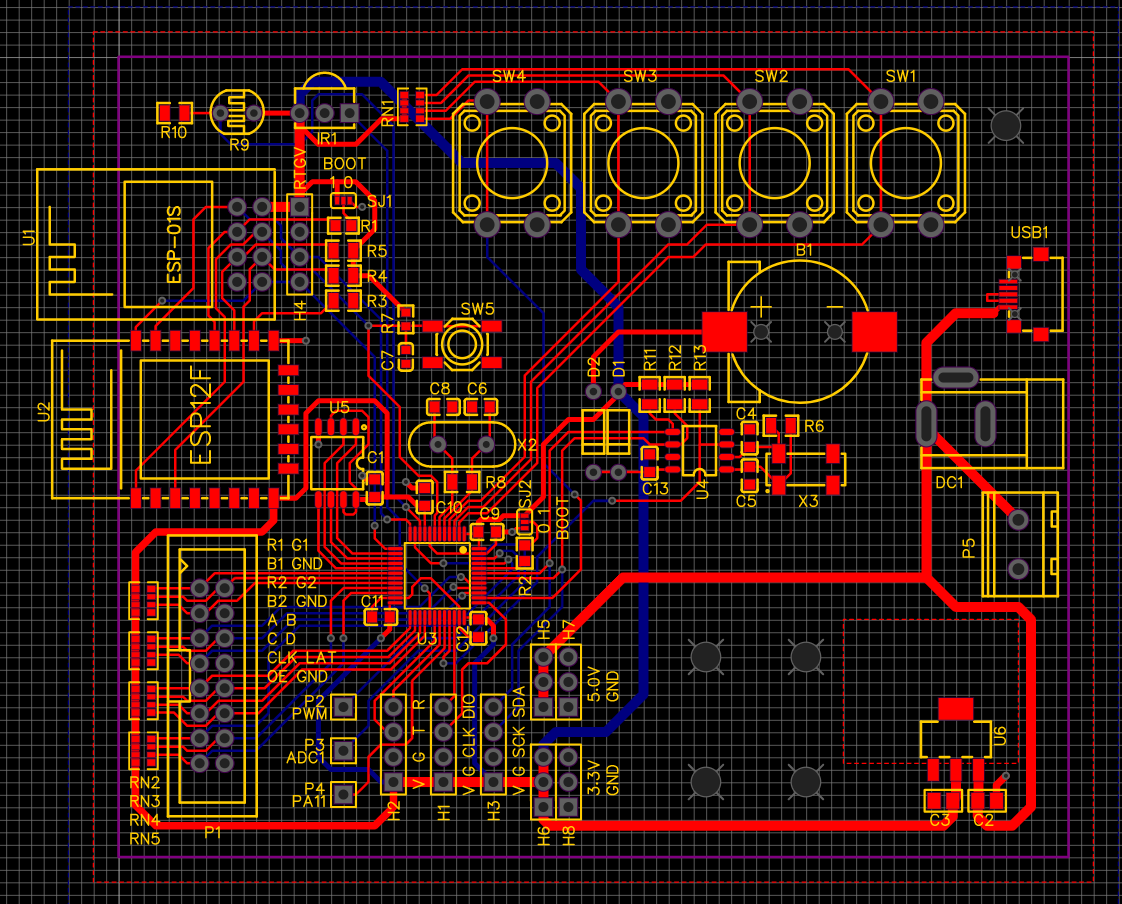 SW4 SW3 SW2 SW1
RN1
R10
R9
IR1
RTGV
BOOT
1 0
SJ1
R1
R5
R4
R3
H4
U1
ESP-01S
USB1
B1
+ −
SW5
R7
C7
D2 D1
R11 R12 R13
U2
ESP12F
U5
C8 C6
X2
C4
R6
C1
R8
C10
SJ2
0 1
BOOT
C9
C13
U4
C5
X3
DC1
P5
R2
R1 G1
B1 GND
R2 G2
B2 GND
A B
C D
CLK LAT
OE GND
C11
U3
C12
H5 H7
5.0V
GND
P2
PWM
P3
ADC1
P4
PA11
V G T R
V G CLK DIO
V G SCK SDA
3.3V
GND
U6
RN2
RN3
RN4
RN5
P1
H2 H1 H3 H6 H8
C3 C2